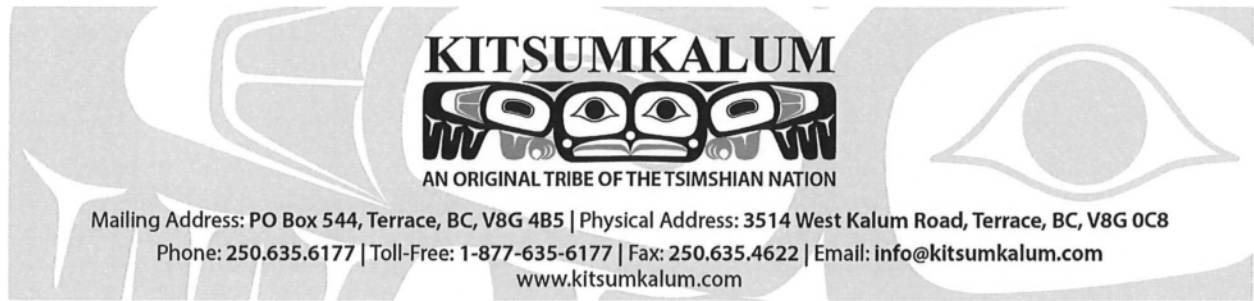 KITSUMKALUM
AN ORIGINAL TRIBE OF THE TSIMSHIAN NATION
Mailing Address: PO Box 544, Terrace, BC, V8G 4B5 | Physical Address: 3514 West Kalum Road, Terrace, BC, V8G 0C8
Phone: 250.635.6177 | Toll-Free: 1-877-635-6177 | Fax: 250.635.4622 | Email: info@kitsumkalum.com
www.kitsumkalum.com